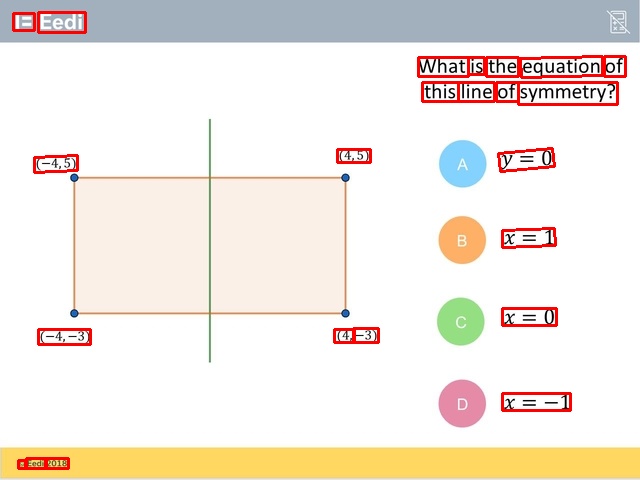 Eedi
What is the equation of
this line of symmetry?
(−4, 5)
(4, 5)
(−4, −3)
(4, −3)
A y = 0
B x = 1
C x = 0
D x = −1
Eedi 2018